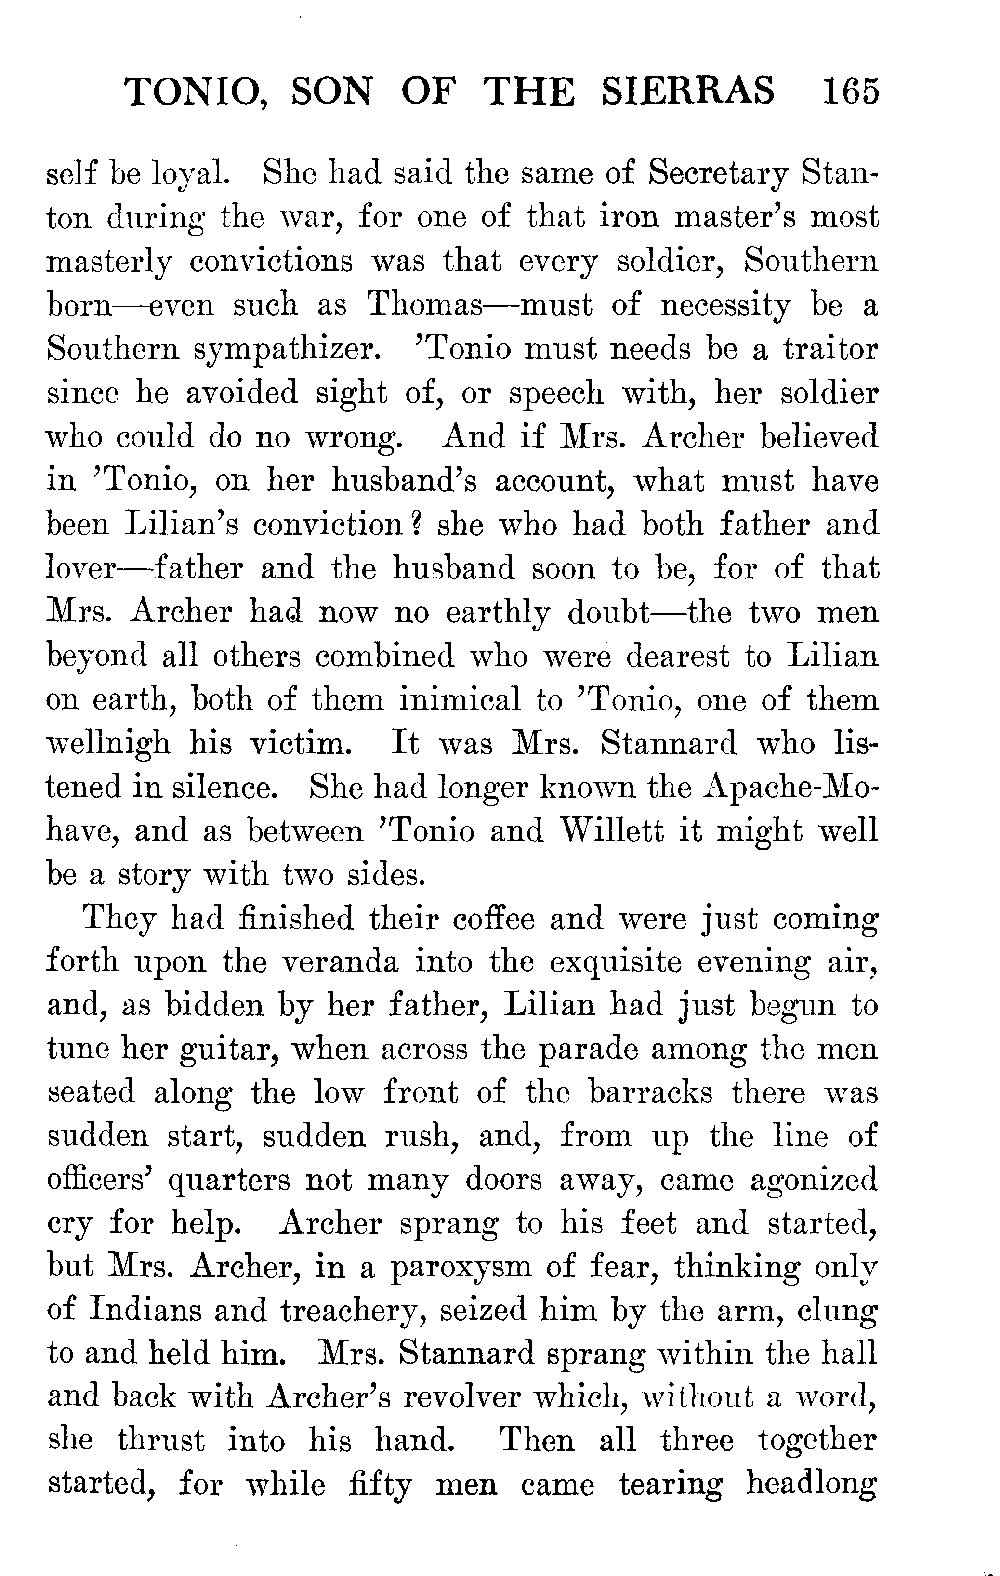 TONIO, SON OF THE SIERRAS 165
self be loyal. She had said the same of Secretary Stan-
ton during the war, for one of that iron master's most
masterly convictions was that every soldier, Southern
born—even such as Thomas—must of necessity be a
Southern sympathizer. 'Tonio must needs be a traitor
since he avoided sight of, or speech with, her soldier
who could do no wrong. And if Mrs. Archer believed
in 'Tonio, on her husband's account, what must have
been Lilian's conviction? she who had both father and
lover—father and the husband soon to be, for of that
Mrs. Archer had now no earthly doubt—the two men
beyond all others combined who were dearest to Lilian
on earth, both of them inimical to 'Tonio, one of them
wellnigh his victim. It was Mrs. Stannard who lis-
tened in silence. She had longer known the Apache-Mo-
have, and as between 'Tonio and Willett it might well
be a story with two sides.
They had finished their coffee and were just coming
forth upon the veranda into the exquisite evening air,
and, as bidden by her father, Lilian had just begun to
tune her guitar, when across the parade among the men
seated along the low front of the barracks there was
sudden start, sudden rush, and, from up the line of
officers' quarters not many doors away, came agonized
cry for help. Archer sprang to his feet and started,
but Mrs. Archer, in a paroxysm of fear, thinking only
of Indians and treachery, seized him by the arm, clung
to and held him. Mrs. Stannard sprang within the hall
and back with Archer's revolver which, without a word,
she thrust into his hand. Then all three together
started, for while fifty men came tearing headlong